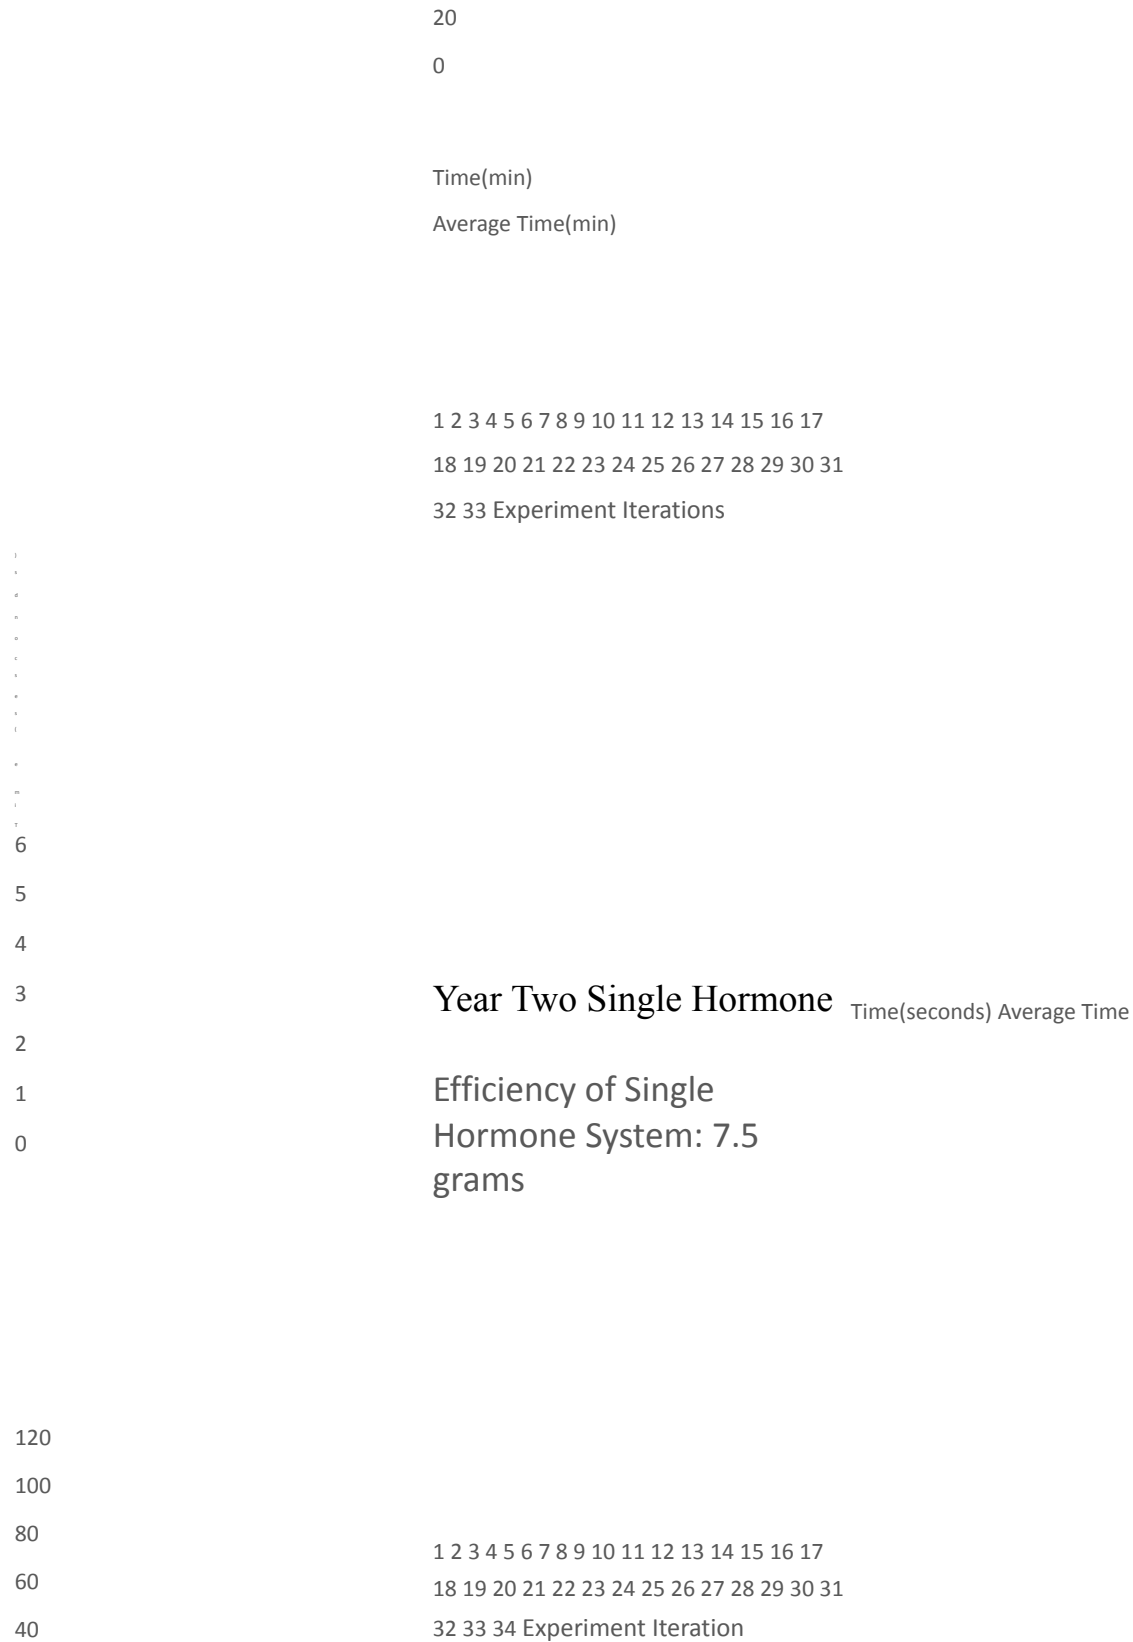 20
0
Time(min)
Average Time(min)
1 2 3 4 5 6 7 8 9 10 11 12 13 14 15 16 17
18 19 20 21 22 23 24 25 26 27 28 29 30 31
32 33 Experiment Iterations
6
5
4
3
2
1
0
Year Two Single Hormone Time(seconds) Average Time
Efficiency of Single
Hormone System: 7.5
grams
120
100
80
60
40
1 2 3 4 5 6 7 8 9 10 11 12 13 14 15 16 17
18 19 20 21 22 23 24 25 26 27 28 29 30 31
32 33 34 Experiment Iteration